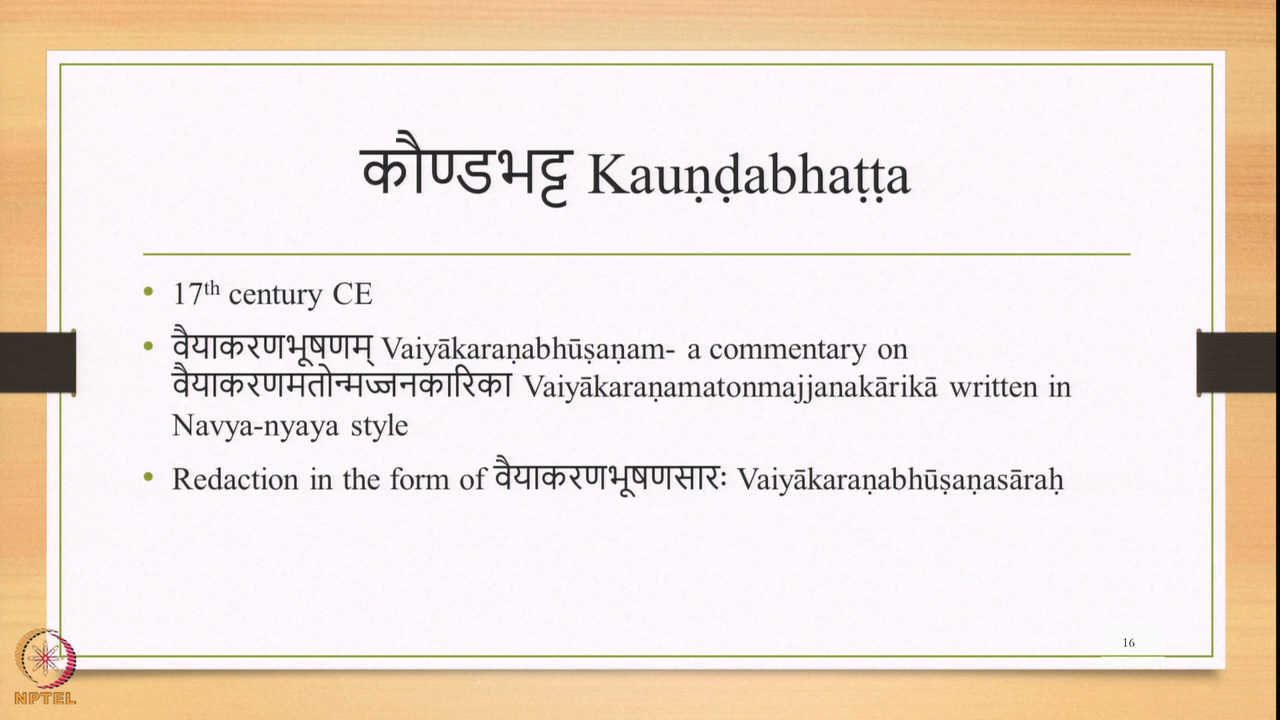 कौण्डभट्ट Kauṇḍabhaṭṭa
• 17th century CE
• वैयाकरणभूषणम् Vaiyākaraṇabhūṣaṇam- a commentary on
वैयाकरणमतोन्मज्जनकारिका Vaiyākaraṇamatonmajjanakārikā written in
Navya-nyaya style
• Redaction in the form of वैयाकरणभूषणसारः Vaiyākaraṇabhūṣaṇasāraḥ
16
NPTEL